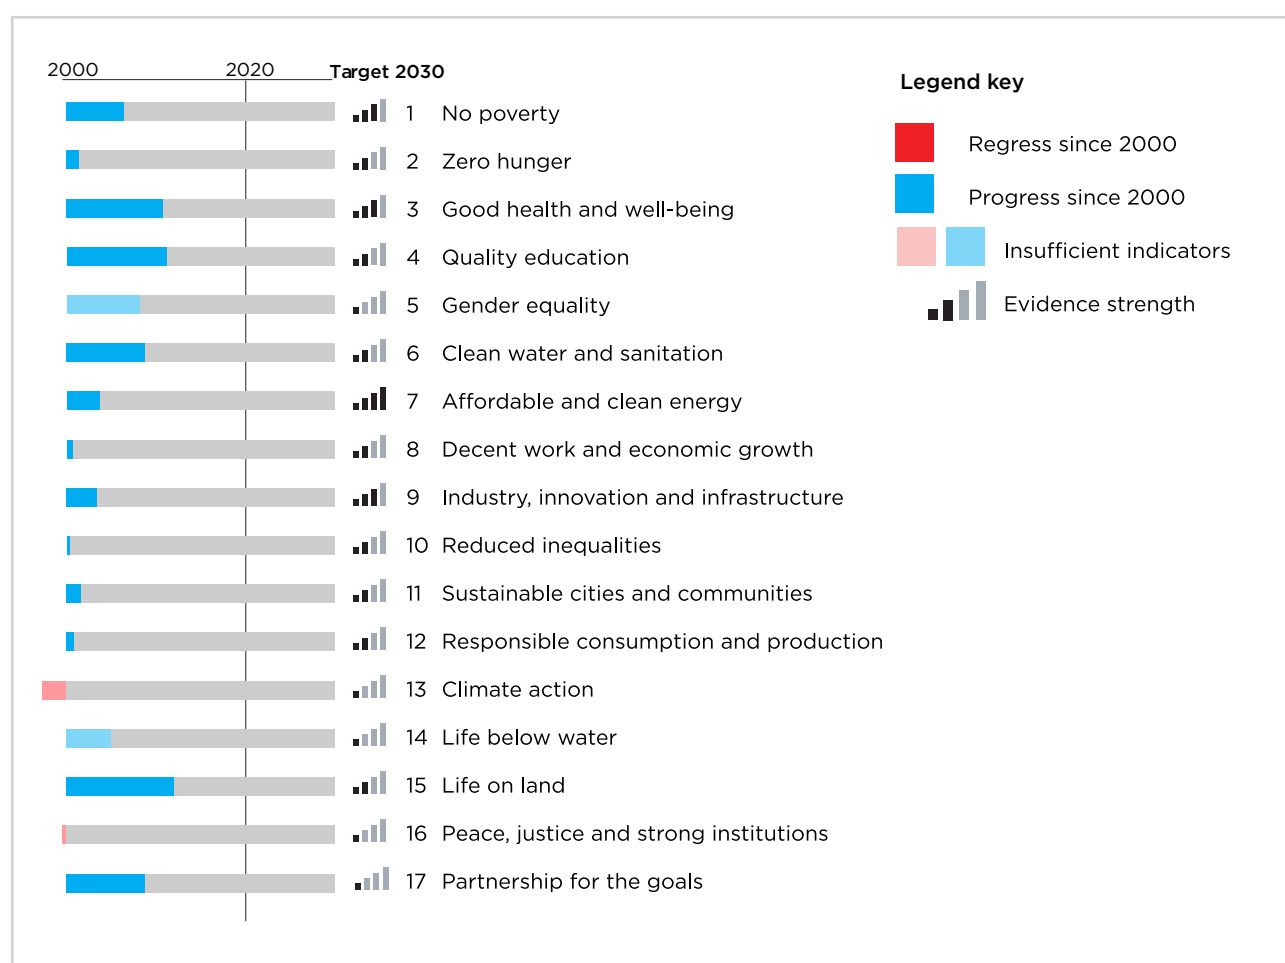 2000 2020 Target 2030
1 No poverty
2 Zero hunger
3 Good health and well-being
4 Quality education
5 Gender equality
6 Clean water and sanitation
7 Affordable and clean energy
8 Decent work and economic growth
9 Industry, innovation and infrastructure
10 Reduced inequalities
11 Sustainable cities and communities
12 Responsible consumption and production
13 Climate action
14 Life below water
15 Life on land
16 Peace, justice and strong institutions
17 Partnership for the goals
Legend key
Regress since 2000
Progress since 2000
Insufficient indicators
Evidence strength